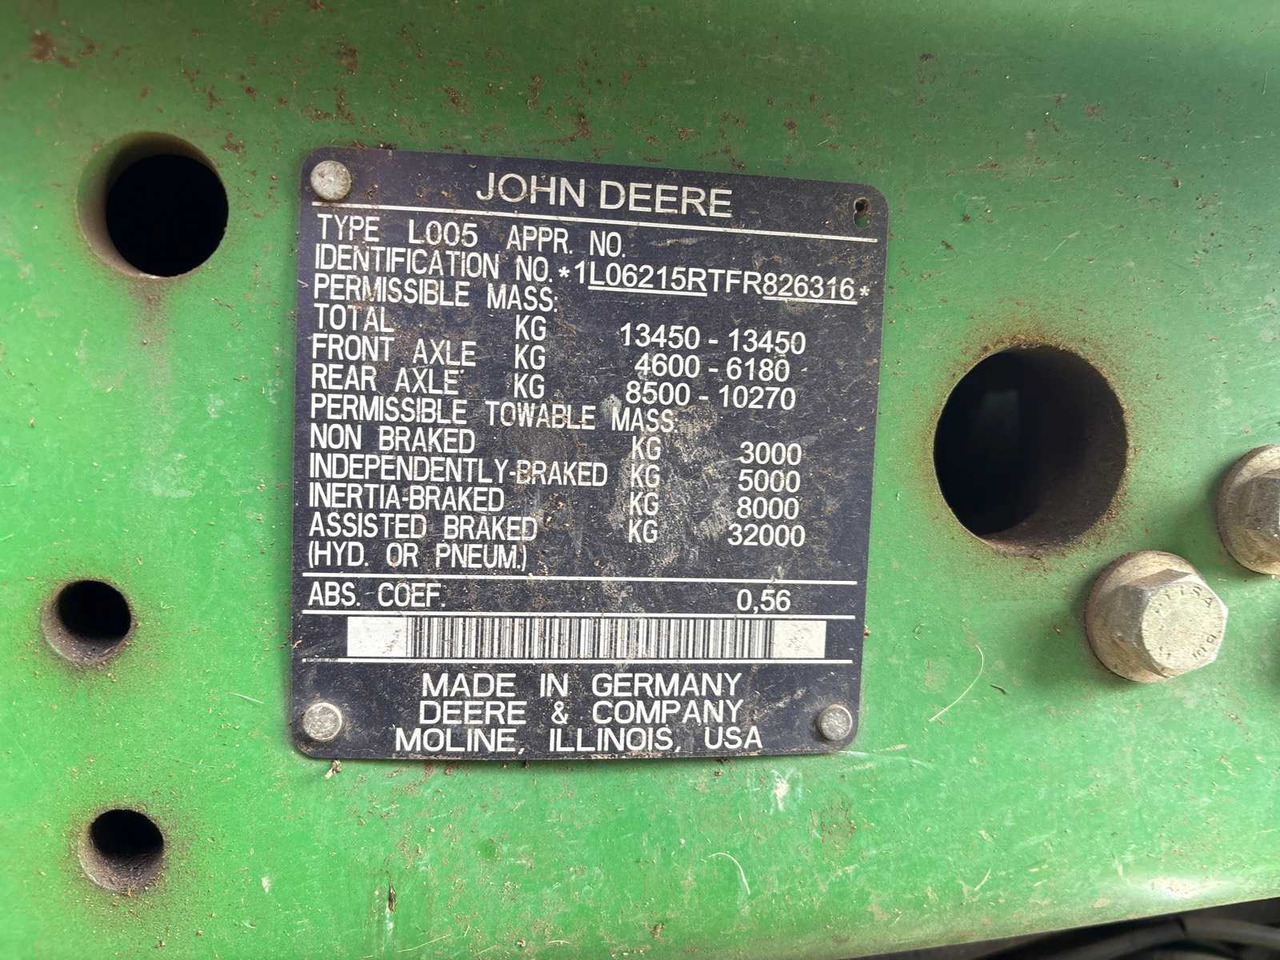 JOHN DEERE
TYPE L005 APPR. NO.
IDENTIFICATION NO. *1L06215RTFR826316*
PERMISSIBLE MASS:
TOTAL KG 13450 - 13450
FRONT AXLE KG 4600 - 6180
REAR AXLE KG 8500 - 10270
PERMISSIBLE TOWABLE MASS:
NON BRAKED KG 3000
INDEPENDENTLY-BRAKED KG 5000
INERTIA-BRAKED KG 8000
ASSISTED BRAKED KG 32000
(HYD. OR PNEUM.)
ABS. COEF. 0,56
MADE IN GERMANY
DEERE & COMPANY
MOLINE, ILLINOIS, USA